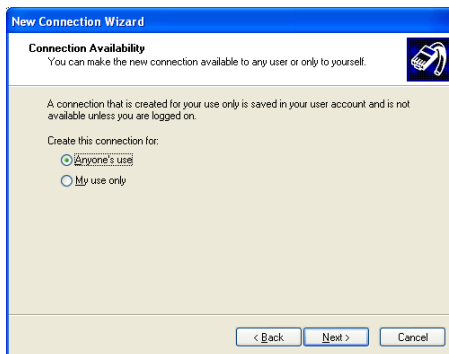 New Connection Wizard
Connection Availability
You can make the new connection available to any user or only to yourself.
A connection that is created for your use only is saved in your user account and is not
available unless you are logged on.
Create this connection for:
Anyone's use
My use only
< Back
Next >
Cancel